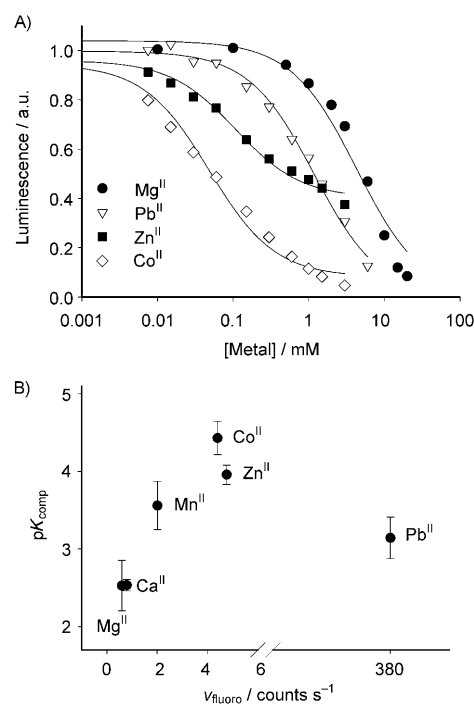 A)
Luminescence / a.u.
1.0
0.8
0.6
0.4
0.2
0.0
Mg^II
Pb^II
Zn^II
Co^II
0.001 0.01 0.1 1 10 100
[Metal] / mM
B)
pK_comp
5
4
3
2
Co^II
Zn^II
Mn^II
Pb^II
Ca^II
Mg^II
0 2 4 6 380
v_fluoro / counts s^–1